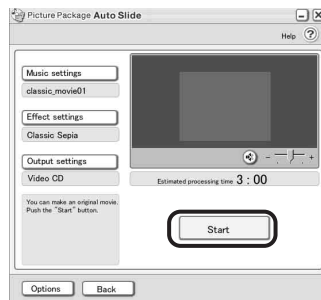 Picture Package Auto Slide
Help ?
Music settings
classic_movie01
Effect settings
Classic Sepia
Output settings
Video CD
- +
Estimated processing time 3 : 00
You can make an original movie.
Push the "Start" button.
Start
Options Back